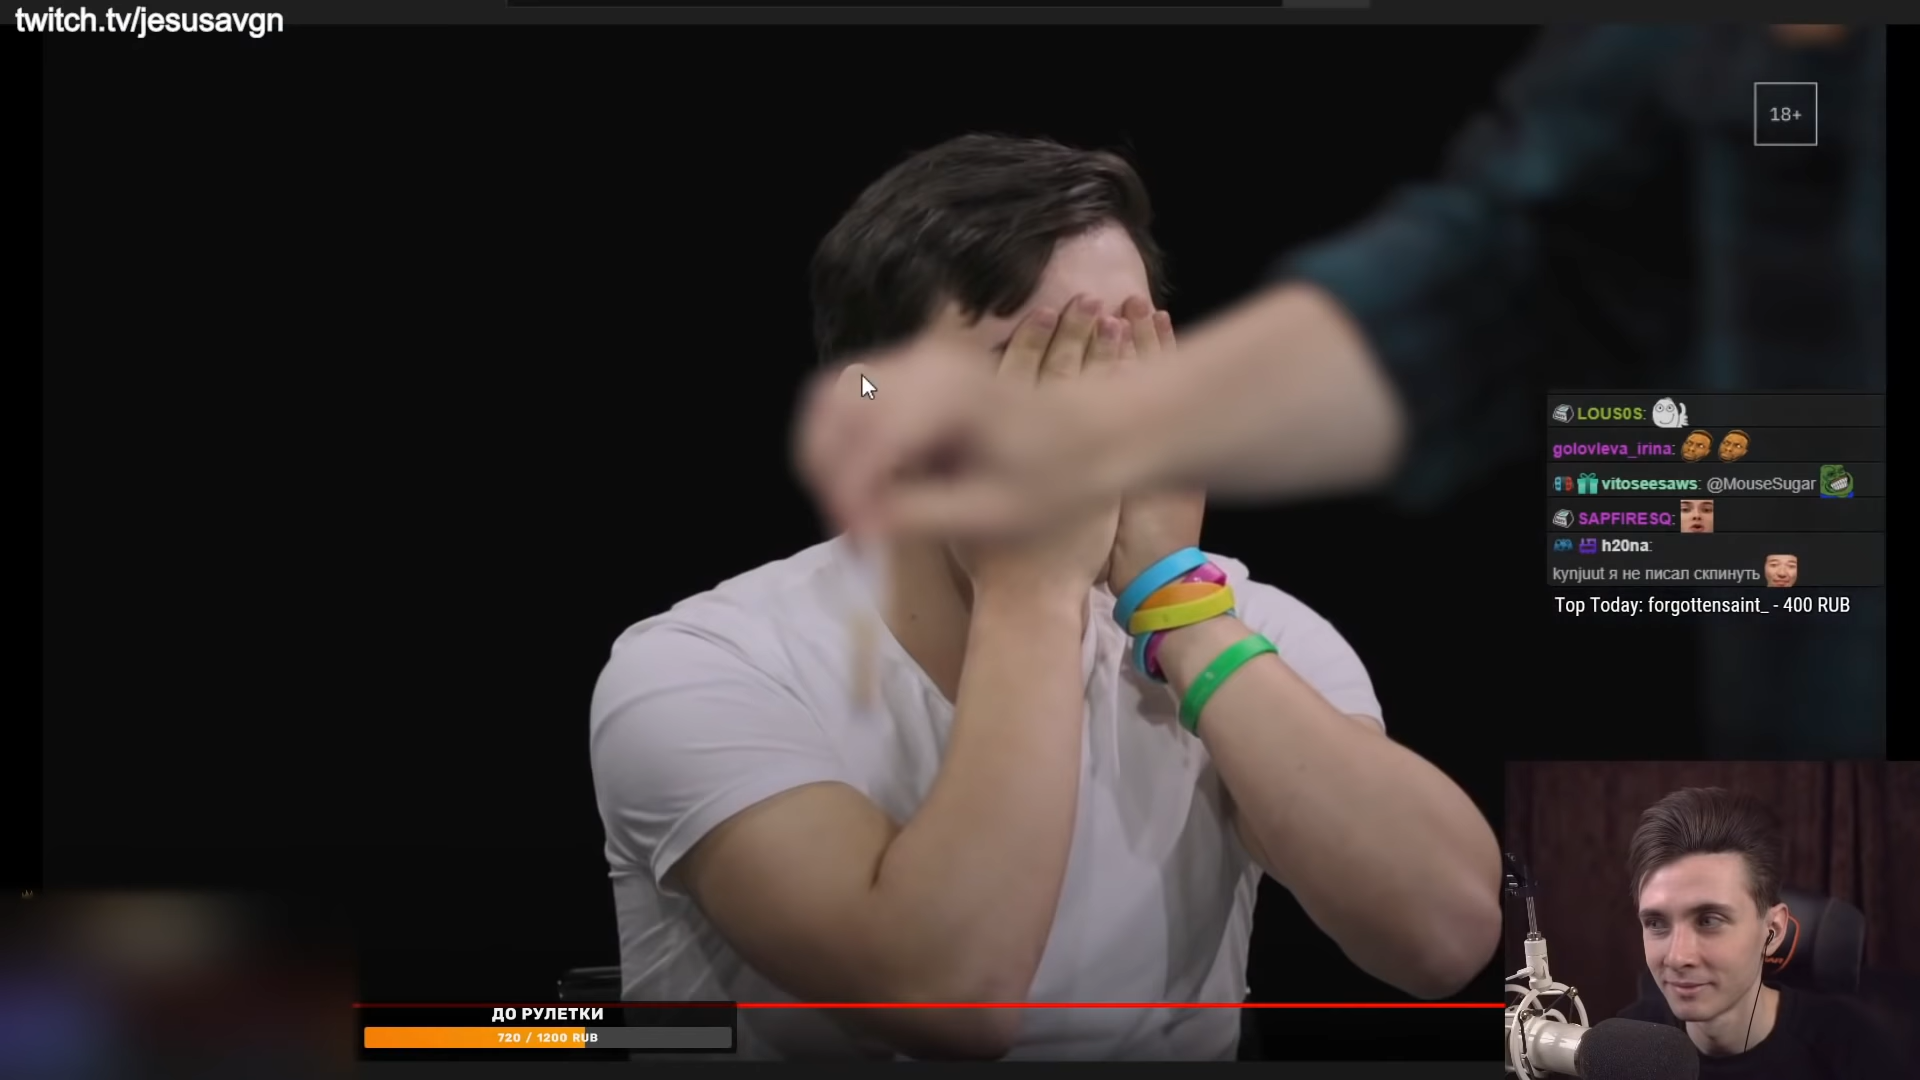 twitch.tv/jesusavgn
18+
LOUS0S:
golovleva_irina:
vitoseesaws: @MouseSugar
SAPFIRESQ:
h20na:
kynjuut я не писал скпинуть
Top Today: forgottensaint_ - 400 RUB
ДО РУЛЕТКИ
720 / 1200 RUB